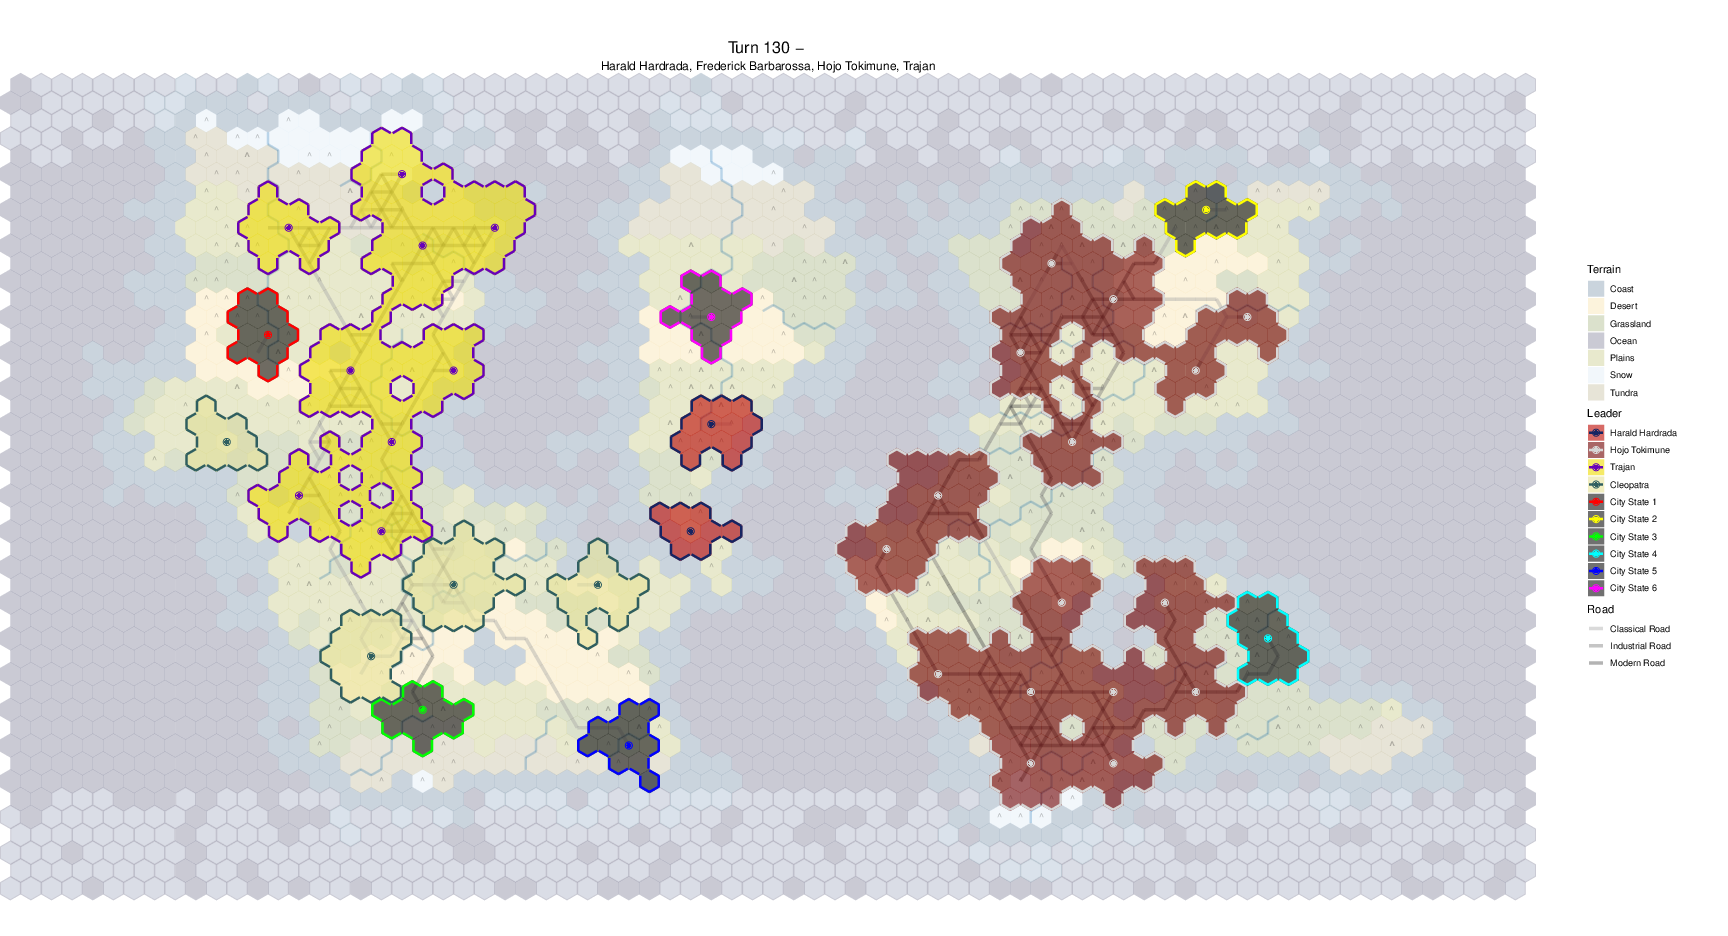 Turn 130 –
Harald Hardrada, Frederick Barbarossa, Hojo Tokimune, Trajan
Terrain
Coast
Desert
Grassland
Ocean
Plains
Snow
Tundra
Leader
Harald Hardrada
Hojo Tokimune
Trajan
Cleopatra
City State 1
City State 2
City State 3
City State 4
City State 5
City State 6
Road
Classical Road
Industrial Road
Modern Road